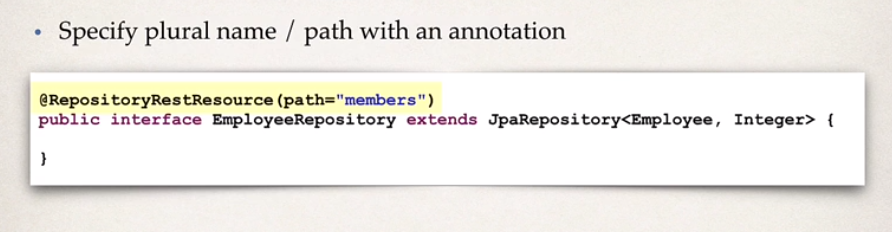 • Specify plural name / path with an annotation
@RepositoryRestResource(path="members")
public interface EmployeeRepository extends JpaRepository<Employee, Integer> {
}